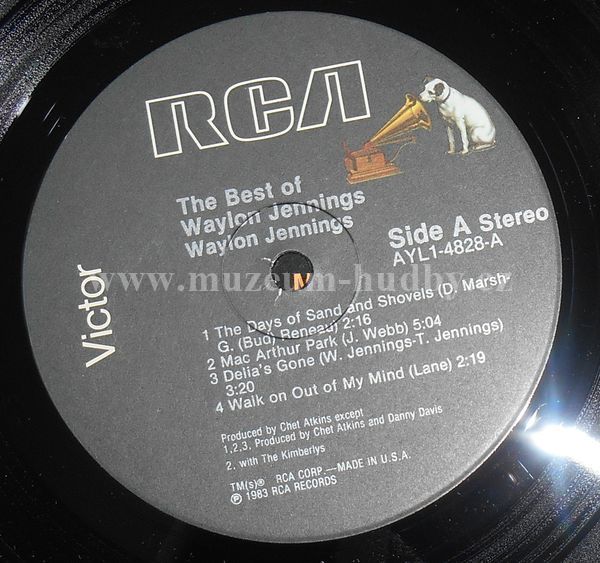 RCA
The Best of
Waylon Jennings
Waylon Jennings
Side A Stereo
AYL1-4828-A
Victor
www.muzeum-hudby.cz
1 The Days of Sand and Shovels (D. Marsh-
G. (Bud) Reneau) 2:16
2 Mac Arthur Park (J. Webb) 5:04
3 Delia's Gone (W. Jennings-T. Jennings)
3:20
4 Walk on Out of My Mind (Lane) 2:19
Produced by Chet Atkins except
1,2,3, Produced by Chet Atkins and Danny Davis
2. with The Kimberlys
TM(s)® RCA CORP.—MADE IN U.S.A.
℗ 1983 RCA RECORDS